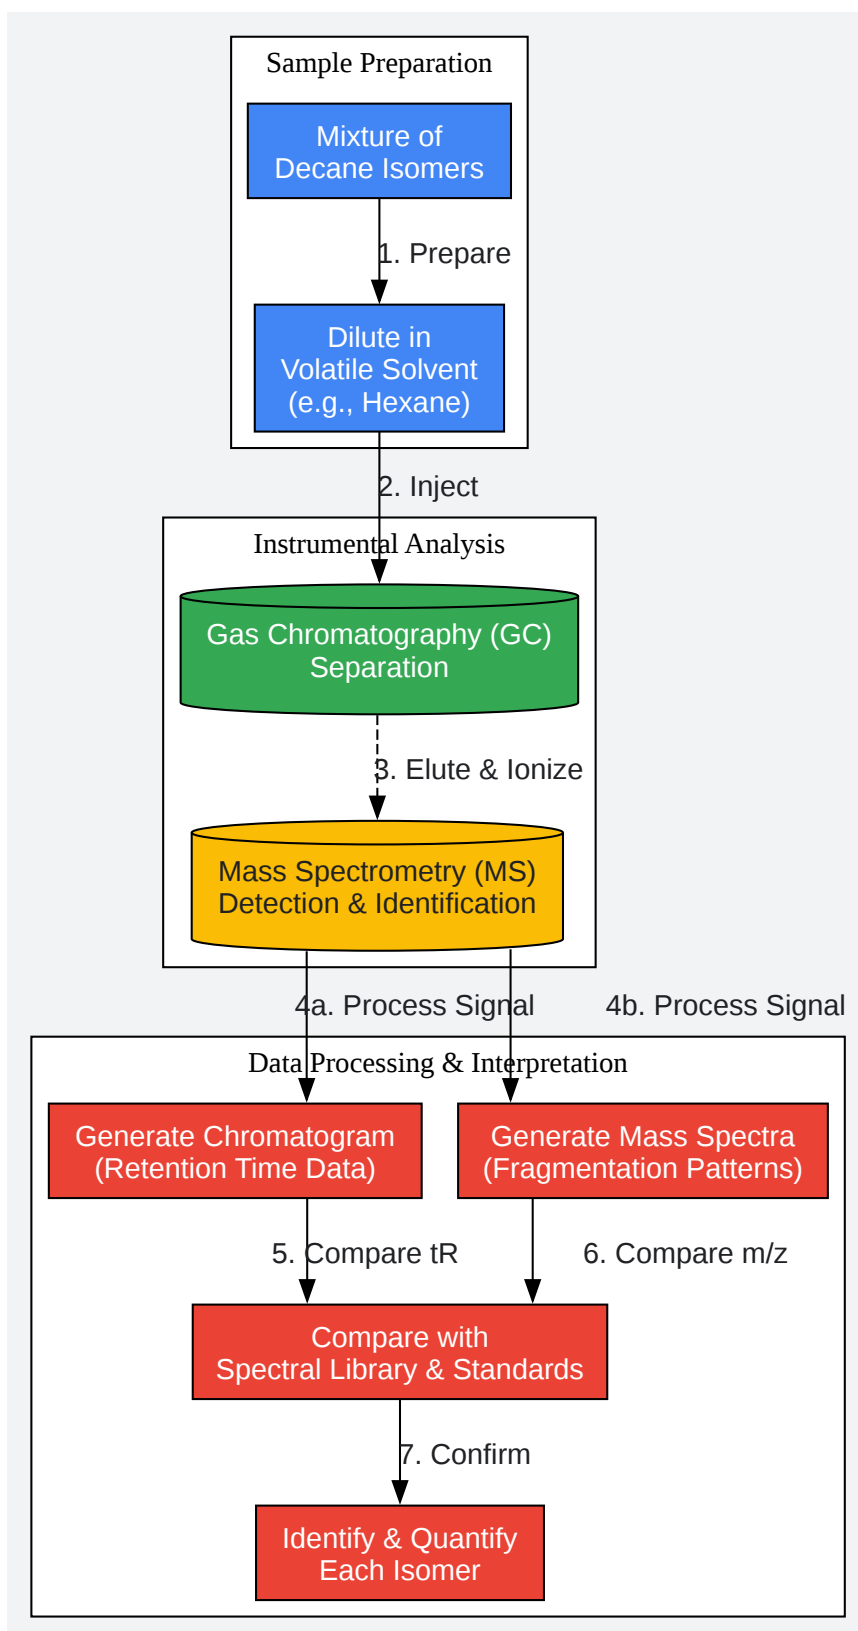 Sample Preparation
Mixture of
Decane Isomers
1. Prepare
Dilute in
Volatile Solvent
(e.g., Hexane)
2. Inject
Instrumental Analysis
Gas Chromatography (GC)
Separation
3. Elute & Ionize
Mass Spectrometry (MS)
Detection & Identification
4a. Process Signal
4b. Process Signal
Data Processing & Interpretation
Generate Chromatogram
(Retention Time Data)
Generate Mass Spectra
(Fragmentation Patterns)
5. Compare tR
6. Compare m/z
Compare with
Spectral Library & Standards
7. Confirm
Identify & Quantify
Each Isomer